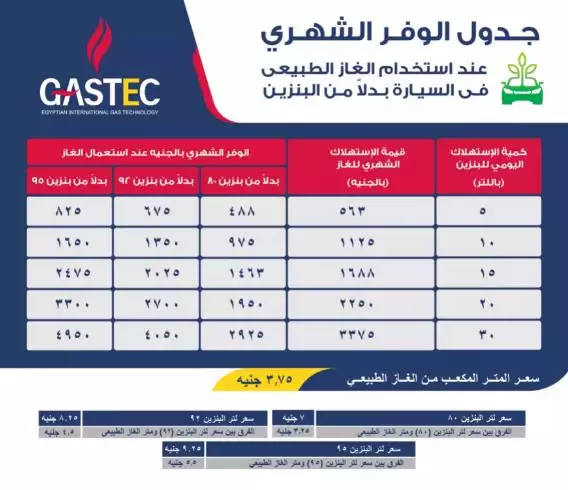 GASTEC
EGYPTIAN INTERNATIONAL GAS TECHNOLOGY
جدول الوفر الشهري
عند استخدام الغاز الطبيعى
فى السيارة بدلاً من البنزين
كمية الإستهلاك اليومي للبنزين (باللتر)
قيمة الإستهلاك الشهري للغاز (بالجنيه)
الوفر الشهري بالجنيه عند استعمال الغاز
بدلاً من بنزين ٨٠ بدلاً من بنزين ٩٢ بدلاً من بنزين ٩٥
٥ ٥٦٣ ٤٨٨ ٦٧٥ ٨٢٥
١٠ ١١٢٥ ٩٧٥ ١٣٥٠ ١٦٥٠
١٥ ١٦٨٨ ١٤٦٣ ٢٠٢٥ ٢٤٧٥
٢٠ ٢٢٥٠ ١٩٥٠ ٢٧٠٠ ٣٣٠٠
٣٠ ٣٣٧٥ ٢٩٢٥ ٤٠٥٠ ٤٩٥٠
سعر المتر المكعب من الغاز الطبيعي ٣,٧٥ جنيه
سعر لتر البنزين ٨٠ ٧ جنيه
الفرق بين سعر لتر البنزين (٨٠) ومتر الغاز الطبيعي ٣,٢٥ جنيه
سعر لتر البنزين ٩٢ ٨,٢٥ جنيه
الفرق بين سعر لتر البنزين (٩٢) ومتر الغاز الطبيعي ٤,٥ جنيه
سعر لتر البنزين ٩٥ ٩,٢٥ جنيه
الفرق بين سعر لتر البنزين (٩٥) ومتر الغاز الطبيعي ٥,٥ جنيه